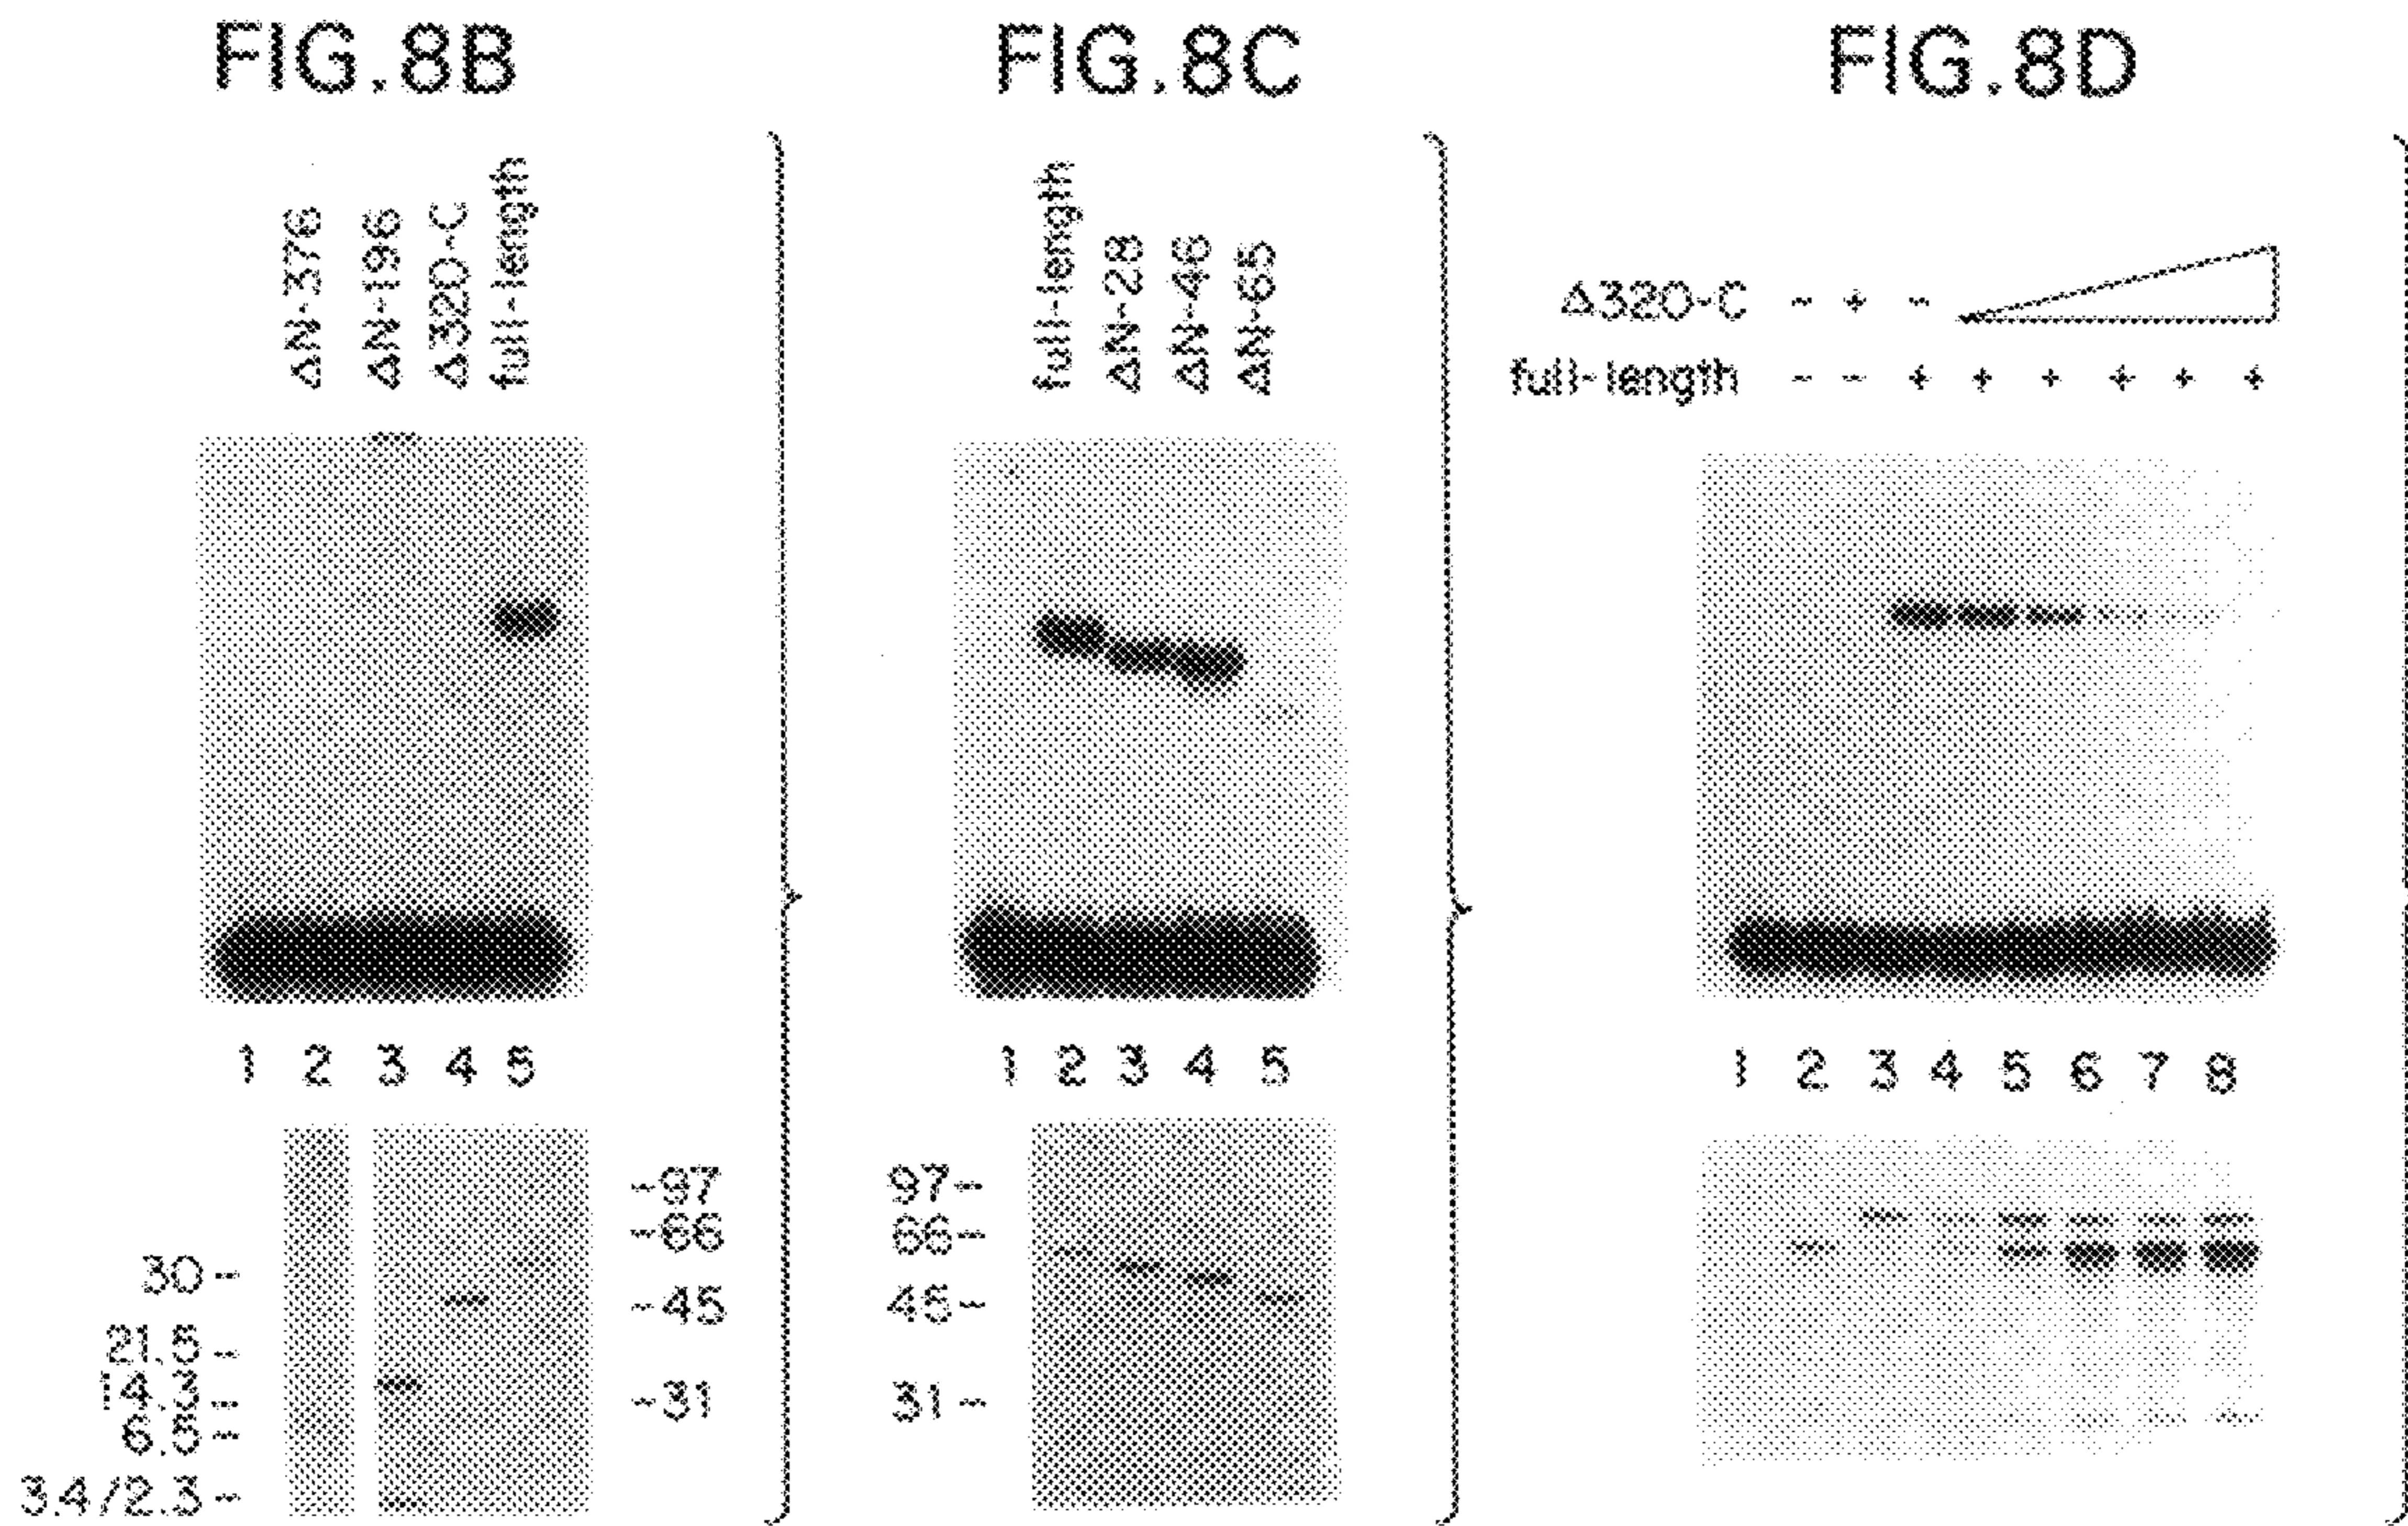 FIG.8B
ΔN-376
ΔN-196
Δ320-C
full-length
1 2 3 4 5
30-
21.5-
14.3-
6.5-
3.4/2.3-
-97
-66
-45
-31
FIG.8C
full-length
ΔN-28
ΔN-46
ΔN-65
1 2 3 4 5
97-
66-
45-
31-
FIG.8D
Δ320-C - + -
full-length - - + + + + + +
1 2 3 4 5 6 7 8